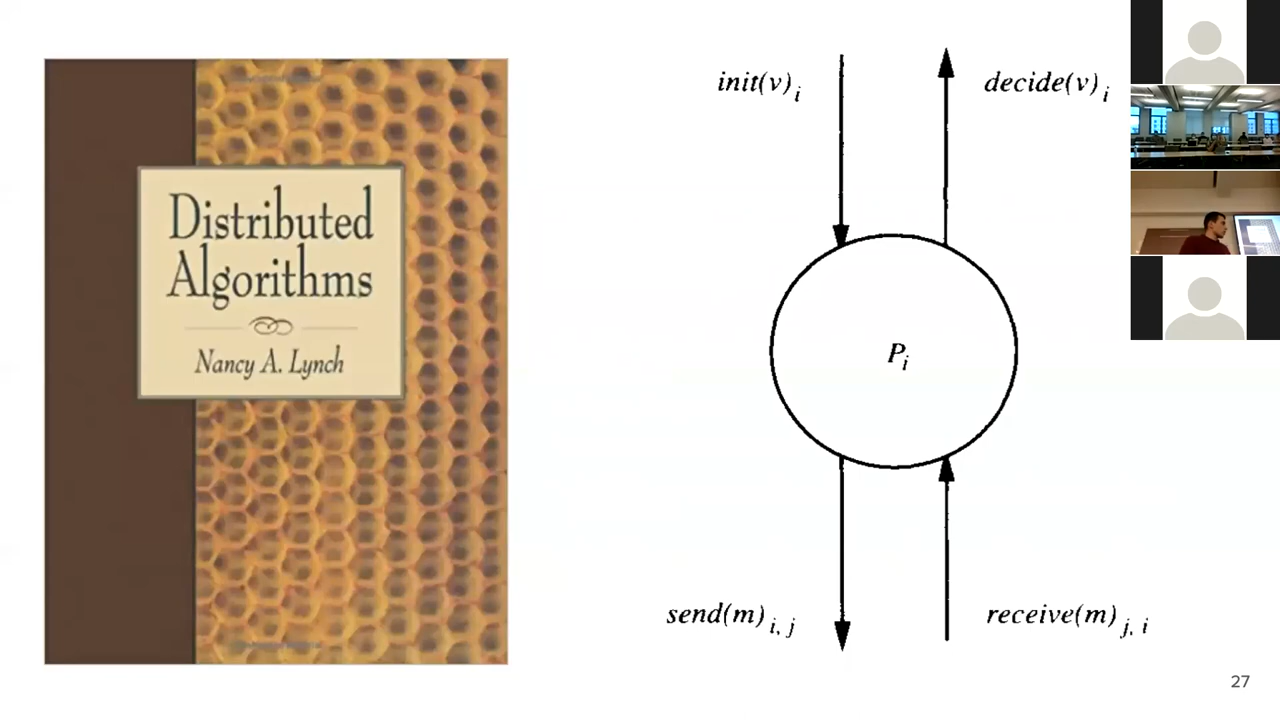 Distributed
Algorithms
Nancy A. Lynch
init(v)i
decide(v)i
Pi
send(m)i, j
receive(m)j, i
27